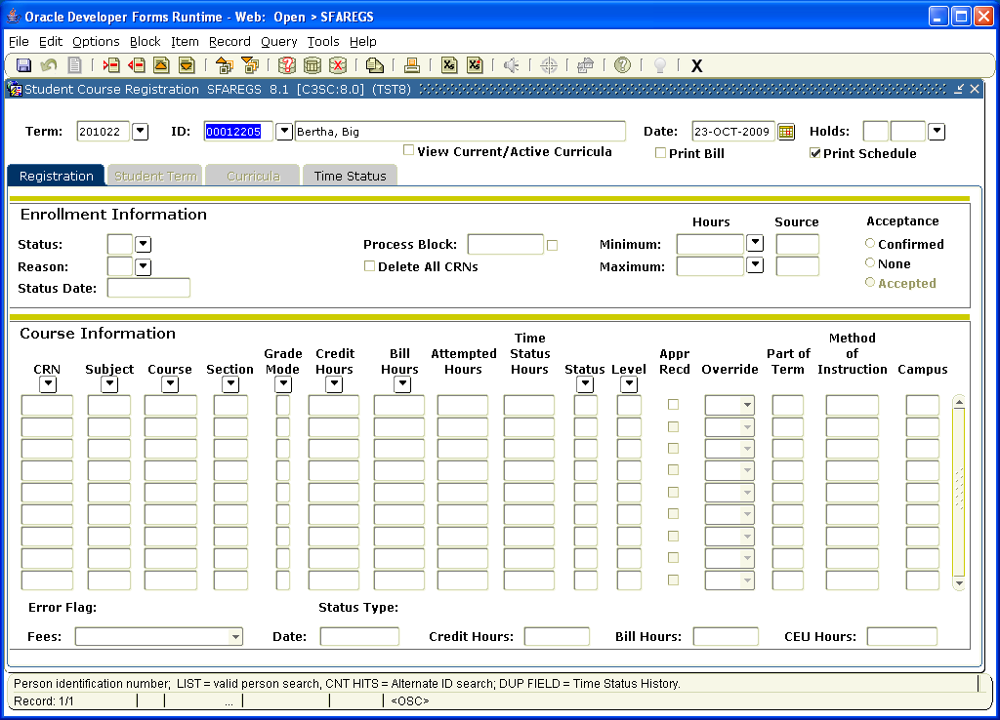 Oracle Developer Forms Runtime - Web: Open > SFAREGS
File Edit Options Block Item Record Query Tools Help
X
Student Course Registration SFAREGS 8.1 [C3SC:8.0] (TST8)
Term: 201022 ID: 00012205 Bertha, Big Date: 23-OCT-2009 Holds:
View Current/Active Curricula Print Bill Print Schedule
Registration Student Term Curricula Time Status
Enrollment Information
Hours Source Acceptance
Status: Process Block: Minimum: Confirmed
Reason: Delete All CRNs Maximum: None
Status Date: Accepted
Course Information
Time Method
Grade Credit Bill Attempted Status Appr Part of of
CRN Subject Course Section Mode Hours Hours Hours Hours Status Level Recd Override Term Instruction Campus
Error Flag: Status Type:
Fees: Date: Credit Hours: Bill Hours: CEU Hours:
Person identification number; LIST = valid person search, CNT HITS = Alternate ID search; DUP FIELD = Time Status History.
Record: 1/1 ... <OSC>